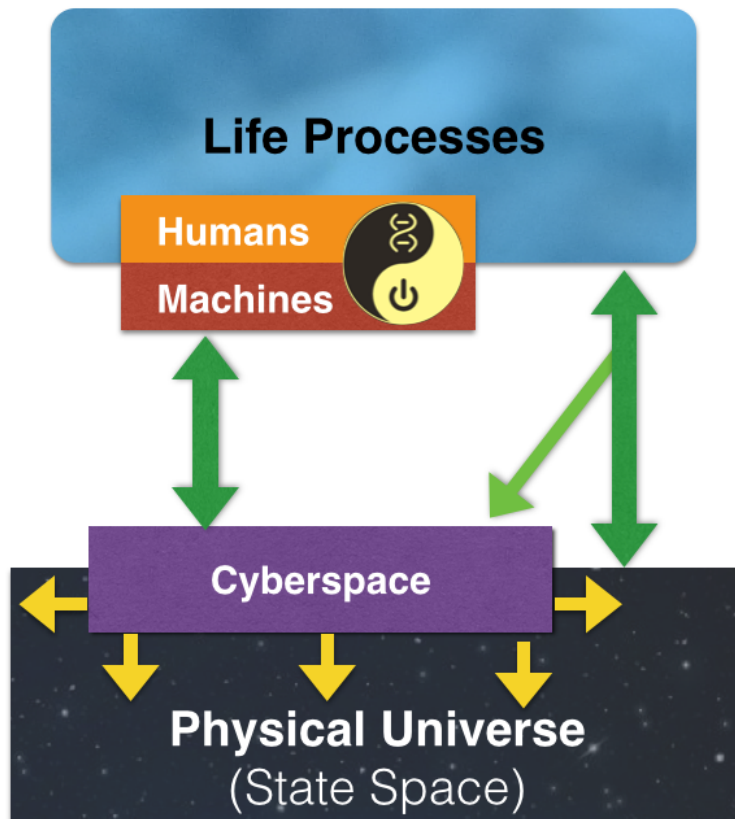 Life Processes
Humans
Machines
Cyberspace
Physical Universe
(State Space)